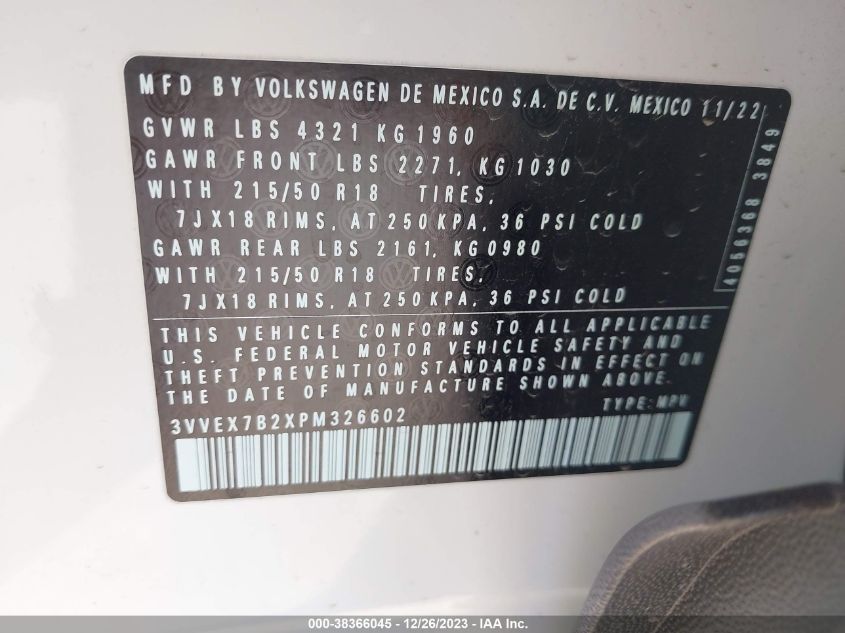 MFD BY VOLKSWAGEN DE MEXICO S.A. DE C.V. MEXICO 11/22
GVWR LBS 4321 KG 1960
GAWR FRONT LBS 2271, KG 1030
WITH 215/50 R18 TIRES,
7JX18 RIMS, AT 250 KPA, 36 PSI COLD
GAWR REAR LBS 2161, KG 0980
WITH 215/50 R18 TIRES,
7JX18 RIMS, AT 250 KPA, 36 PSI COLD
4056368 3849
THIS VEHICLE CONFORMS TO ALL APPLICABLE
U.S. FEDERAL MOTOR VEHICLE SAFETY AND
THEFT PREVENTION STANDARDS IN EFFECT ON
THE DATE OF MANUFACTURE SHOWN ABOVE.
3VVEX7B2XPM326602 TYPE: MPV
000-38366045 - 12/26/2023 - IAA Inc.